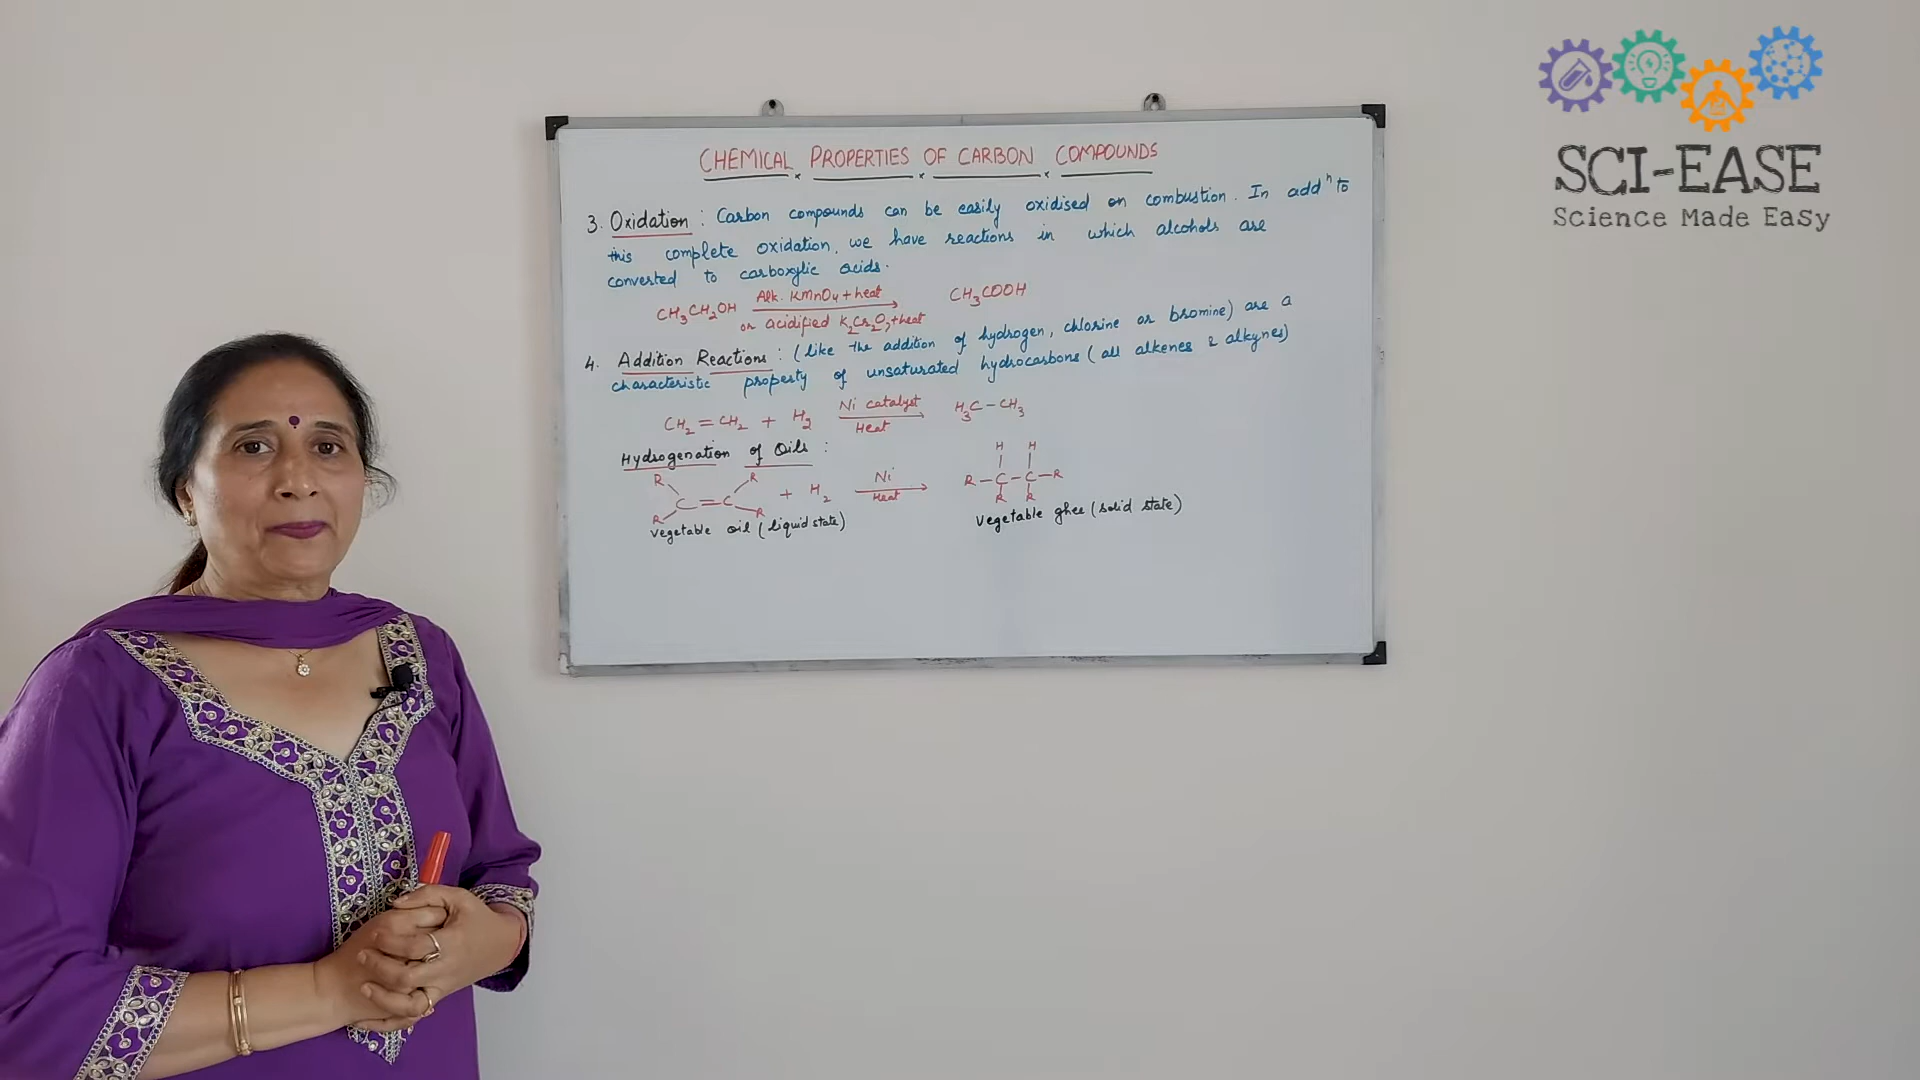 CHEMICAL PROPERTIES OF CARBON COMPOUNDS
3. Oxidation : Carbon compounds can be easily oxidised on combustion. In addⁿ to
this complete oxidation, we have reactions in which alcohols are
converted to carboxylic acids.
CH₃CH₂OH Alk. KMnO₄ + heat CH₃COOH
or acidified K₂Cr₂O₇ + heat
4. Addition Reactions : (like the addition of hydrogen, chlorine or bromine) are a
characteristic property of unsaturated hydrocarbons (all alkenes & alkynes)
CH₂ = CH₂ + H₂ Ni catalyst H₃C - CH₃
Heat
Hydrogenation of Oils :
R R H H
C = C + H₂ Ni R - C - C - R
Heat
R R R R
Vegetable oil (liquid state) Vegetable ghee (solid state)
SCI-EASE
Science Made Easy